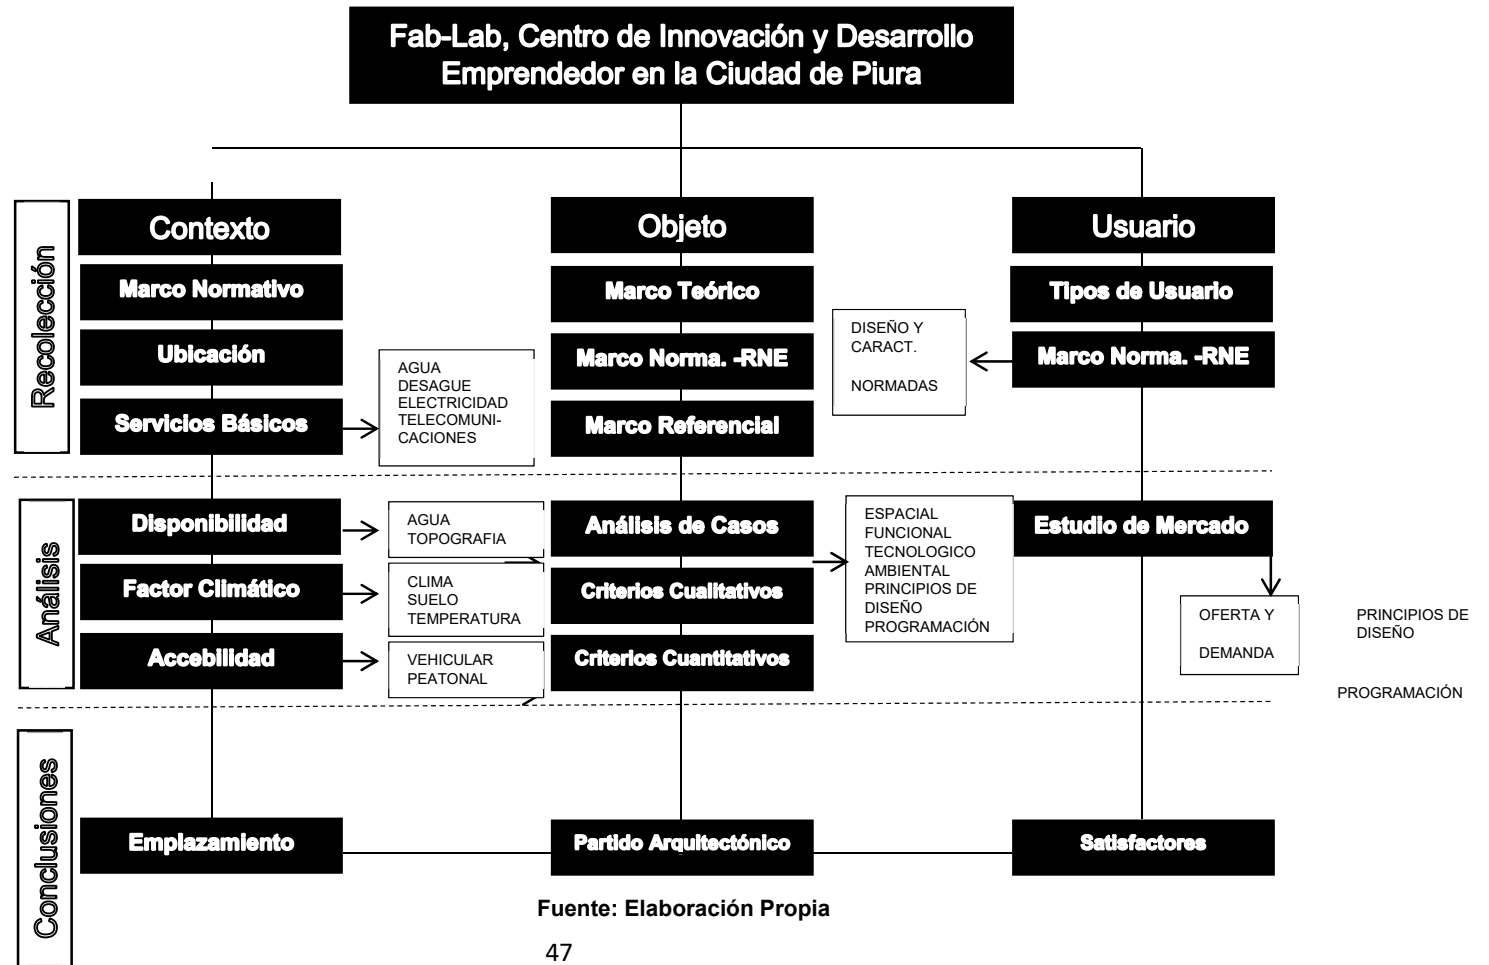 Fab-Lab, Centro de Innovación y Desarrollo
Emprendedor en la Ciudad de Piura
Recolección
Contexto
Marco Normativo
Ubicación
Servicios Básicos
AGUA
DESAGUE
ELECTRICIDAD
TELECOMUNI-
CACIONES
Objeto
Marco Teórico
Marco Norma. -RNE
Marco Referencial
Usuario
Tipos de Usuario
Marco Norma. -RNE
DISEÑO Y
CARACT.
NORMADAS
Análisis
Disponibilidad
AGUA
TOPOGRAFIA
Factor Climático
CLIMA
SUELO
TEMPERATURA
Accebilidad
VEHICULAR
PEATONAL
Análisis de Casos
Criterios Cualitativos
Criterios Cuantitativos
ESPACIAL
FUNCIONAL
TECNOLOGICO
AMBIENTAL
PRINCIPIOS DE
DISEÑO
PROGRAMACIÓN
Estudio de Mercado
OFERTA Y
DEMANDA
PRINCIPIOS DE
DISEÑO
PROGRAMACIÓN
Conclusiones
Emplazamiento
Partido Arquitectónico
Satisfactores
Fuente: Elaboración Propia
47